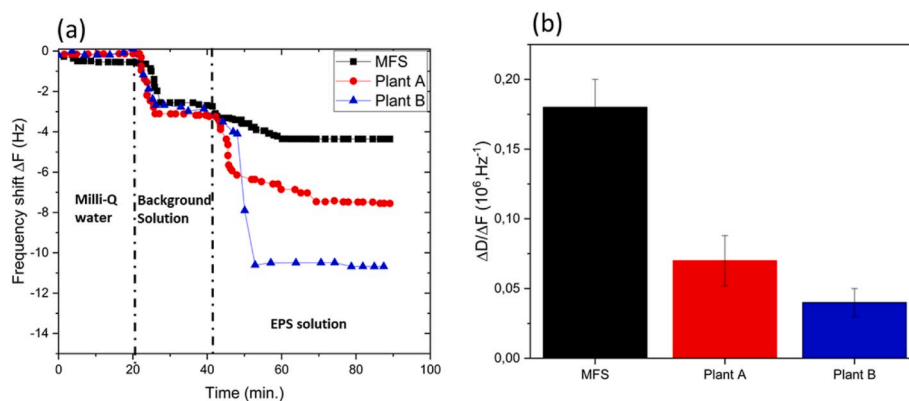 (a)
MFS
Plant A
Plant B
Frequency shift ΔF (Hz)
0
-2
-4
-6
-8
-10
-12
-14
Milli-Q
water
Background
Solution
EPS solution
0
20
40
60
80
100
Time (min.)
(b)
ΔD/ΔF (10⁶,Hz⁻¹)
0,20
0,15
0,10
0,05
0,00
MFS
Plant A
Plant B